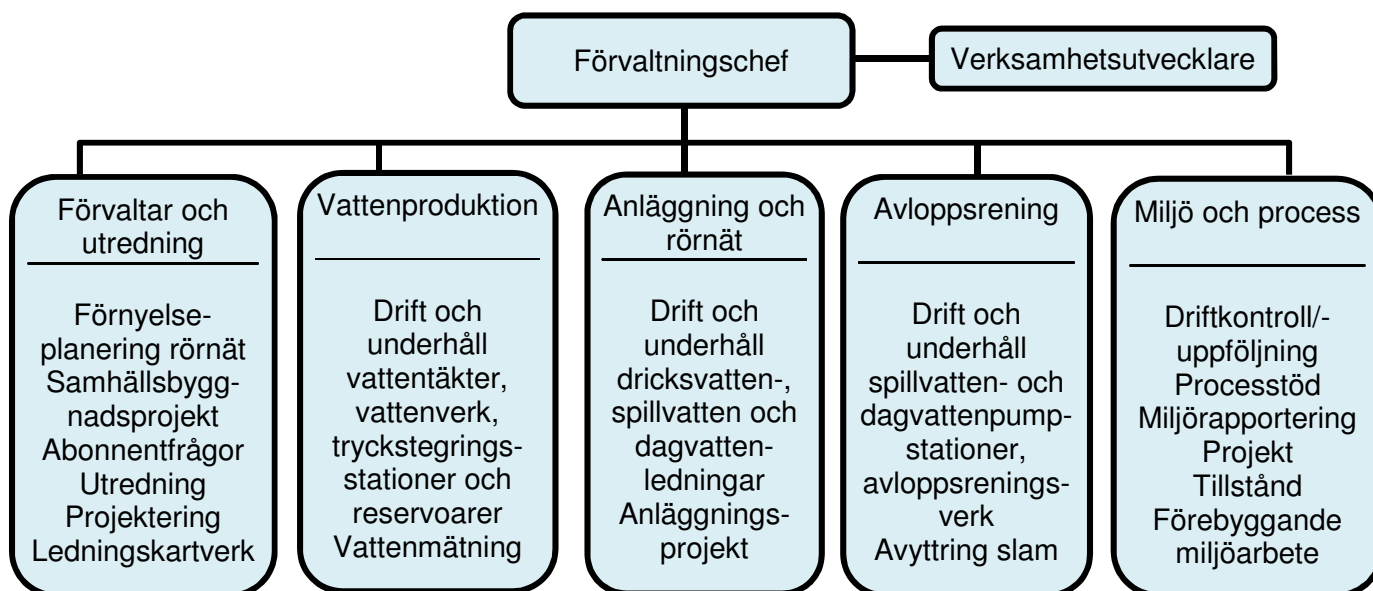 Förvaltningschef
Verksamhetsutvecklare
Förvaltar och
utredning
Förnyelse-
planering rörnät
Samhällsbygg-
nadsprojekt
Abonnentfrågor
Utredning
Projektering
Ledningskartverk
Vattenproduktion
Drift och
underhåll
vattentäkter,
vattenverk,
tryckstegrings-
stationer och
reservoarer
Vattenmätning
Anläggning och
rörnät
Drift och
underhåll
dricksvatten-,
spillvatten och
dagvatten-
ledningar
Anläggnings-
projekt
Avloppsrening
Drift och
underhåll
spillvatten- och
dagvattenpump-
stationer,
avloppsrenings-
verk
Avyttring slam
Miljö och process
Driftkontroll/-
uppföljning
Processtöd
Miljörapportering
Projekt
Tillstånd
Förebyggande
miljöarbete